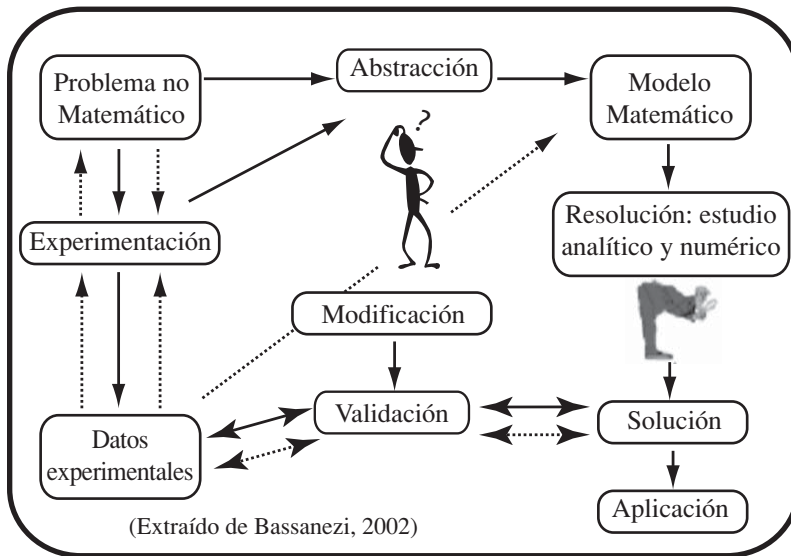 Problema no
Matemático
Abstracción
Modelo
Matemático
?
Experimentación
Resolución: estudio
analítico y numérico
Modificación
Validación
Datos
experimentales
Solución
Aplicación
(Extraído de Bassanezi, 2002)